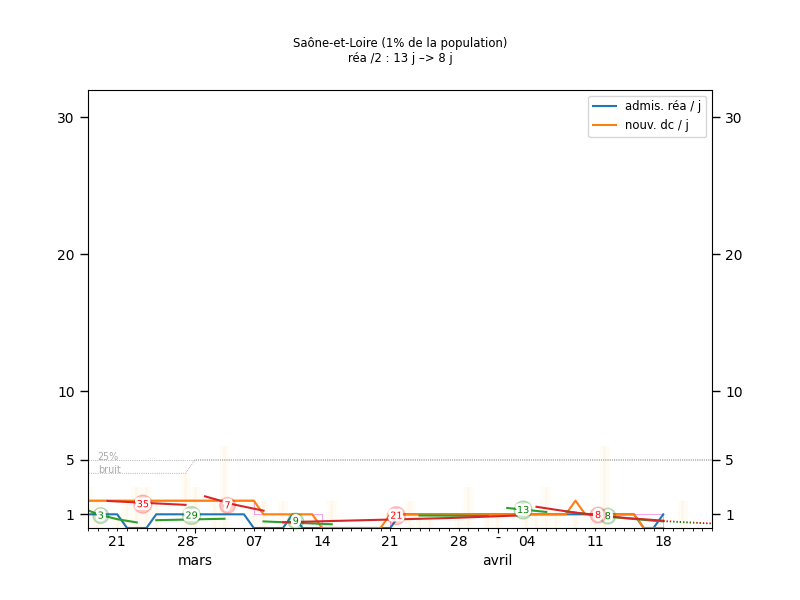 Saône-et-Loire (1% de la population)
réa /2 : 13 j –> 8 j
admis. réa / j
nouv. dc / j
30 30
20 20
10 10
25%
bruit
5 5
3 35 29 7 9 21 13 8 8
1 1
21 28 07 14 21 28 - 04 11 18
mars avril